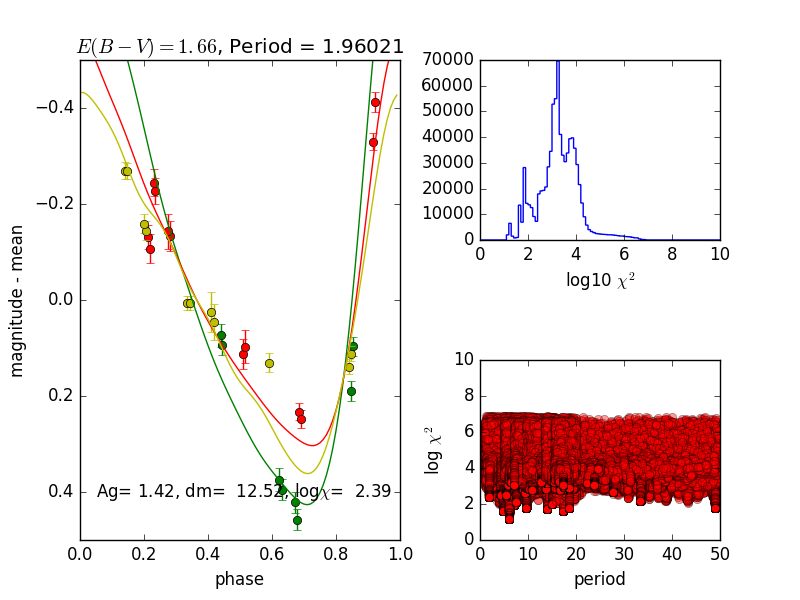 E(B−V)=1.66, Period = 1.96021
−0.4
−0.2
0.0
0.2
0.4
magnitude - mean
Ag= 1.42, dm=  12.52, logχ=  2.39
0.0 0.2 0.4 0.6 0.8 1.0
phase
70000
60000
50000
40000
30000
20000
10000
0
0 2 4 6 8 10
log10 χ²
10
8
6
4
2
0
log χ²
0 10 20 30 40 50
period